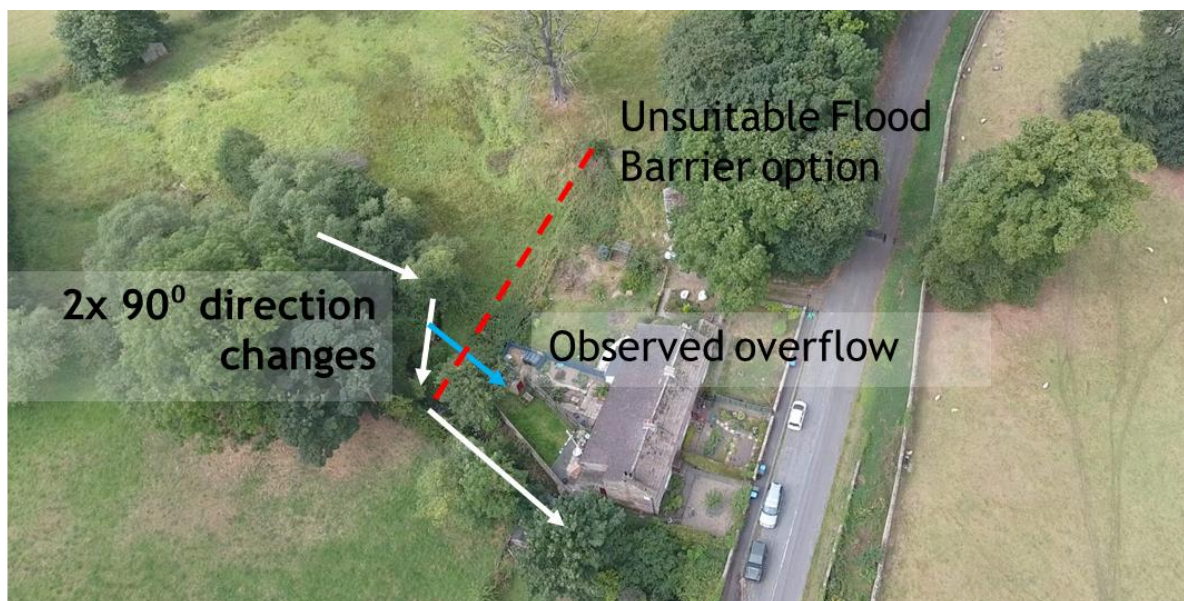 Unsuitable Flood
Barrier option
2x 90⁰ direction
changes
Observed overflow